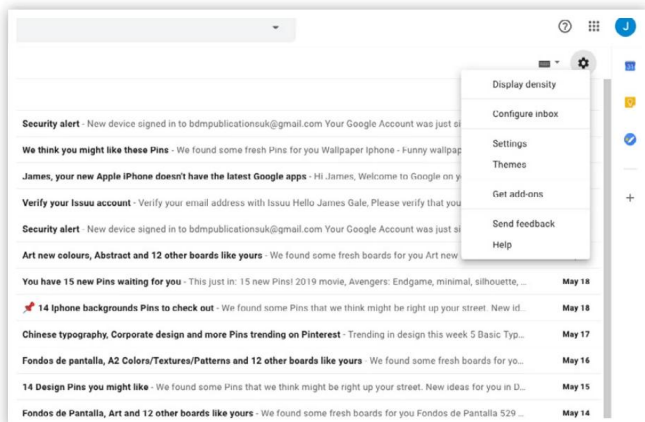 J
Display density
Configure inbox
Security alert - New device signed in to bdmpublicationsuk@gmail.com Your Google Account was just si
Settings
We think you might like these Pins - We found some fresh Pins for you Wallpaper Iphone - Funny wallpap
Themes
James, your new Apple iPhone doesn't have the latest Google apps - Hi James, Welcome to Google on y
Get add-ons
Verify your Issuu account - Verify your email address with Issuu Hello James Gale, Please verify that you
Security alert - New device signed in to bdmpublicationsuk@gmail.com Your Google Account was just si
Send feedback
Help
Art new colours, Abstract and 12 other boards like yours - We found some fresh boards for you Art new
You have 15 new Pins waiting for you - This just in: 15 new Pins! 2019 movie, Avengers: Endgame, minimal, silhouette, ... May 18
14 Iphone backgrounds Pins to check out - We found some Pins that we think might be right up your street. New id... May 18
Chinese typography, Corporate design and more Pins trending on Pinterest - Trending in design this week 5 Basic Typ... May 17
Fondos de pantalla, A2 Colors/Textures/Patterns and 12 other boards like yours - We found some fresh boards for yo... May 16
14 Design Pins you might like - We found some Pins that we think might be right up your street. New ideas for you in D... May 15
Fondos de Pantalla, Art and 12 other boards like yours - We found some fresh boards for you Fondos de Pantalla 529 ... May 14